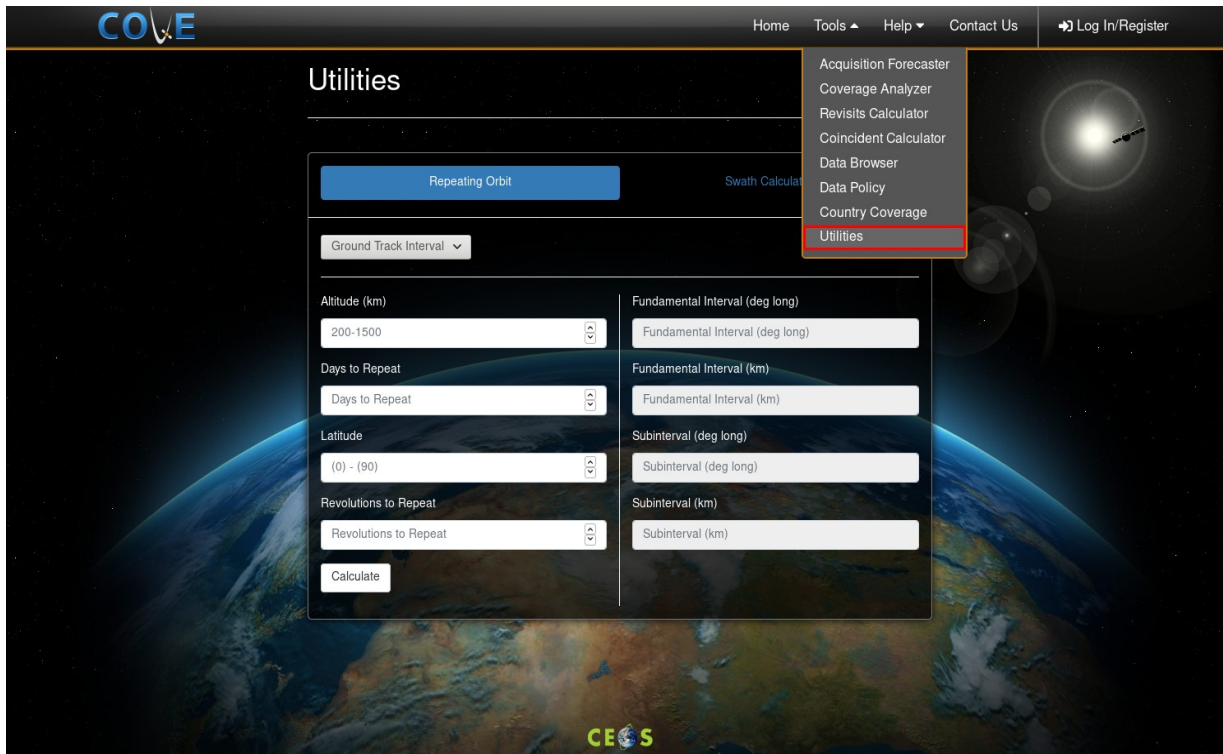 COVE
Home Tools Help Contact Us Log In/Register
Acquisition Forecaster
Coverage Analyzer
Revisits Calculator
Coincident Calculator
Data Browser
Data Policy
Country Coverage
Utilities
Utilities
Repeating Orbit
Swath Calculat
Ground Track Interval
Altitude (km)
200-1500
Days to Repeat
Days to Repeat
Latitude
(0) - (90)
Revolutions to Repeat
Revolutions to Repeat
Calculate
Fundamental Interval (deg long)
Fundamental Interval (deg long)
Fundamental Interval (km)
Fundamental Interval (km)
Subinterval (deg long)
Subinterval (deg long)
Subinterval (km)
Subinterval (km)
CEOS